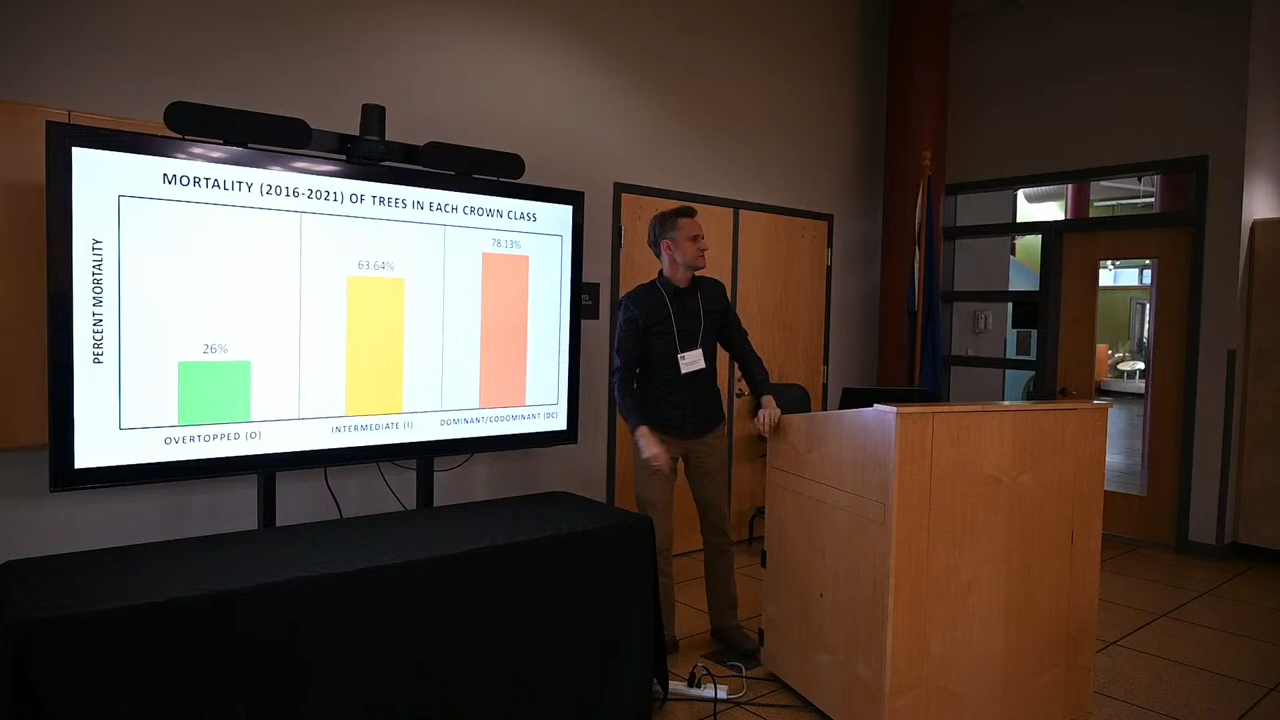 MORTALITY (2016-2021) OF TREES IN EACH CROWN CLASS
PERCENT MORTALITY
26%
63.64%
78.13%
OVERTOPPED (O)
INTERMEDIATE (I)
DOMINANT/CODOMINANT (DC)